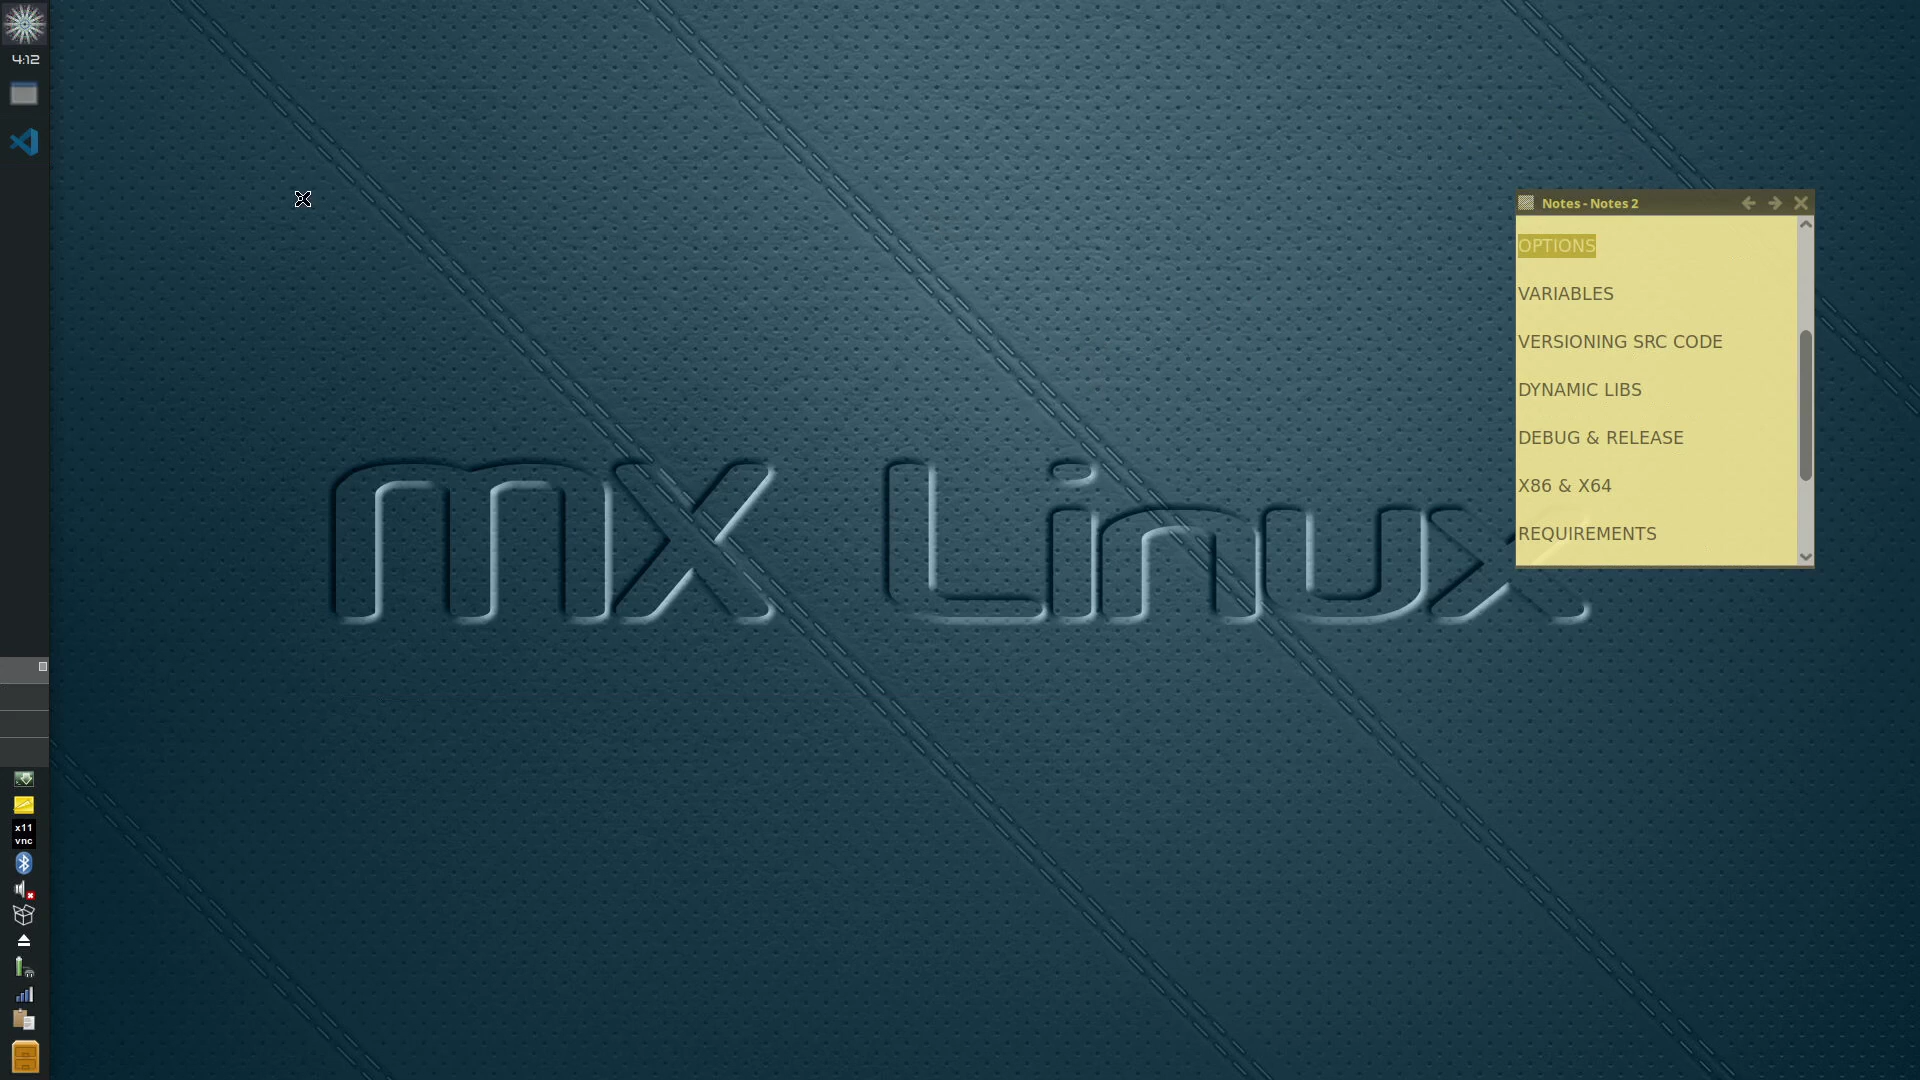 4:12
Notes - Notes 2
OPTIONS
VARIABLES
VERSIONING SRC CODE
DYNAMIC LIBS
DEBUG & RELEASE
X86 & X64
REQUIREMENTS
MX Linux
x11
vnc